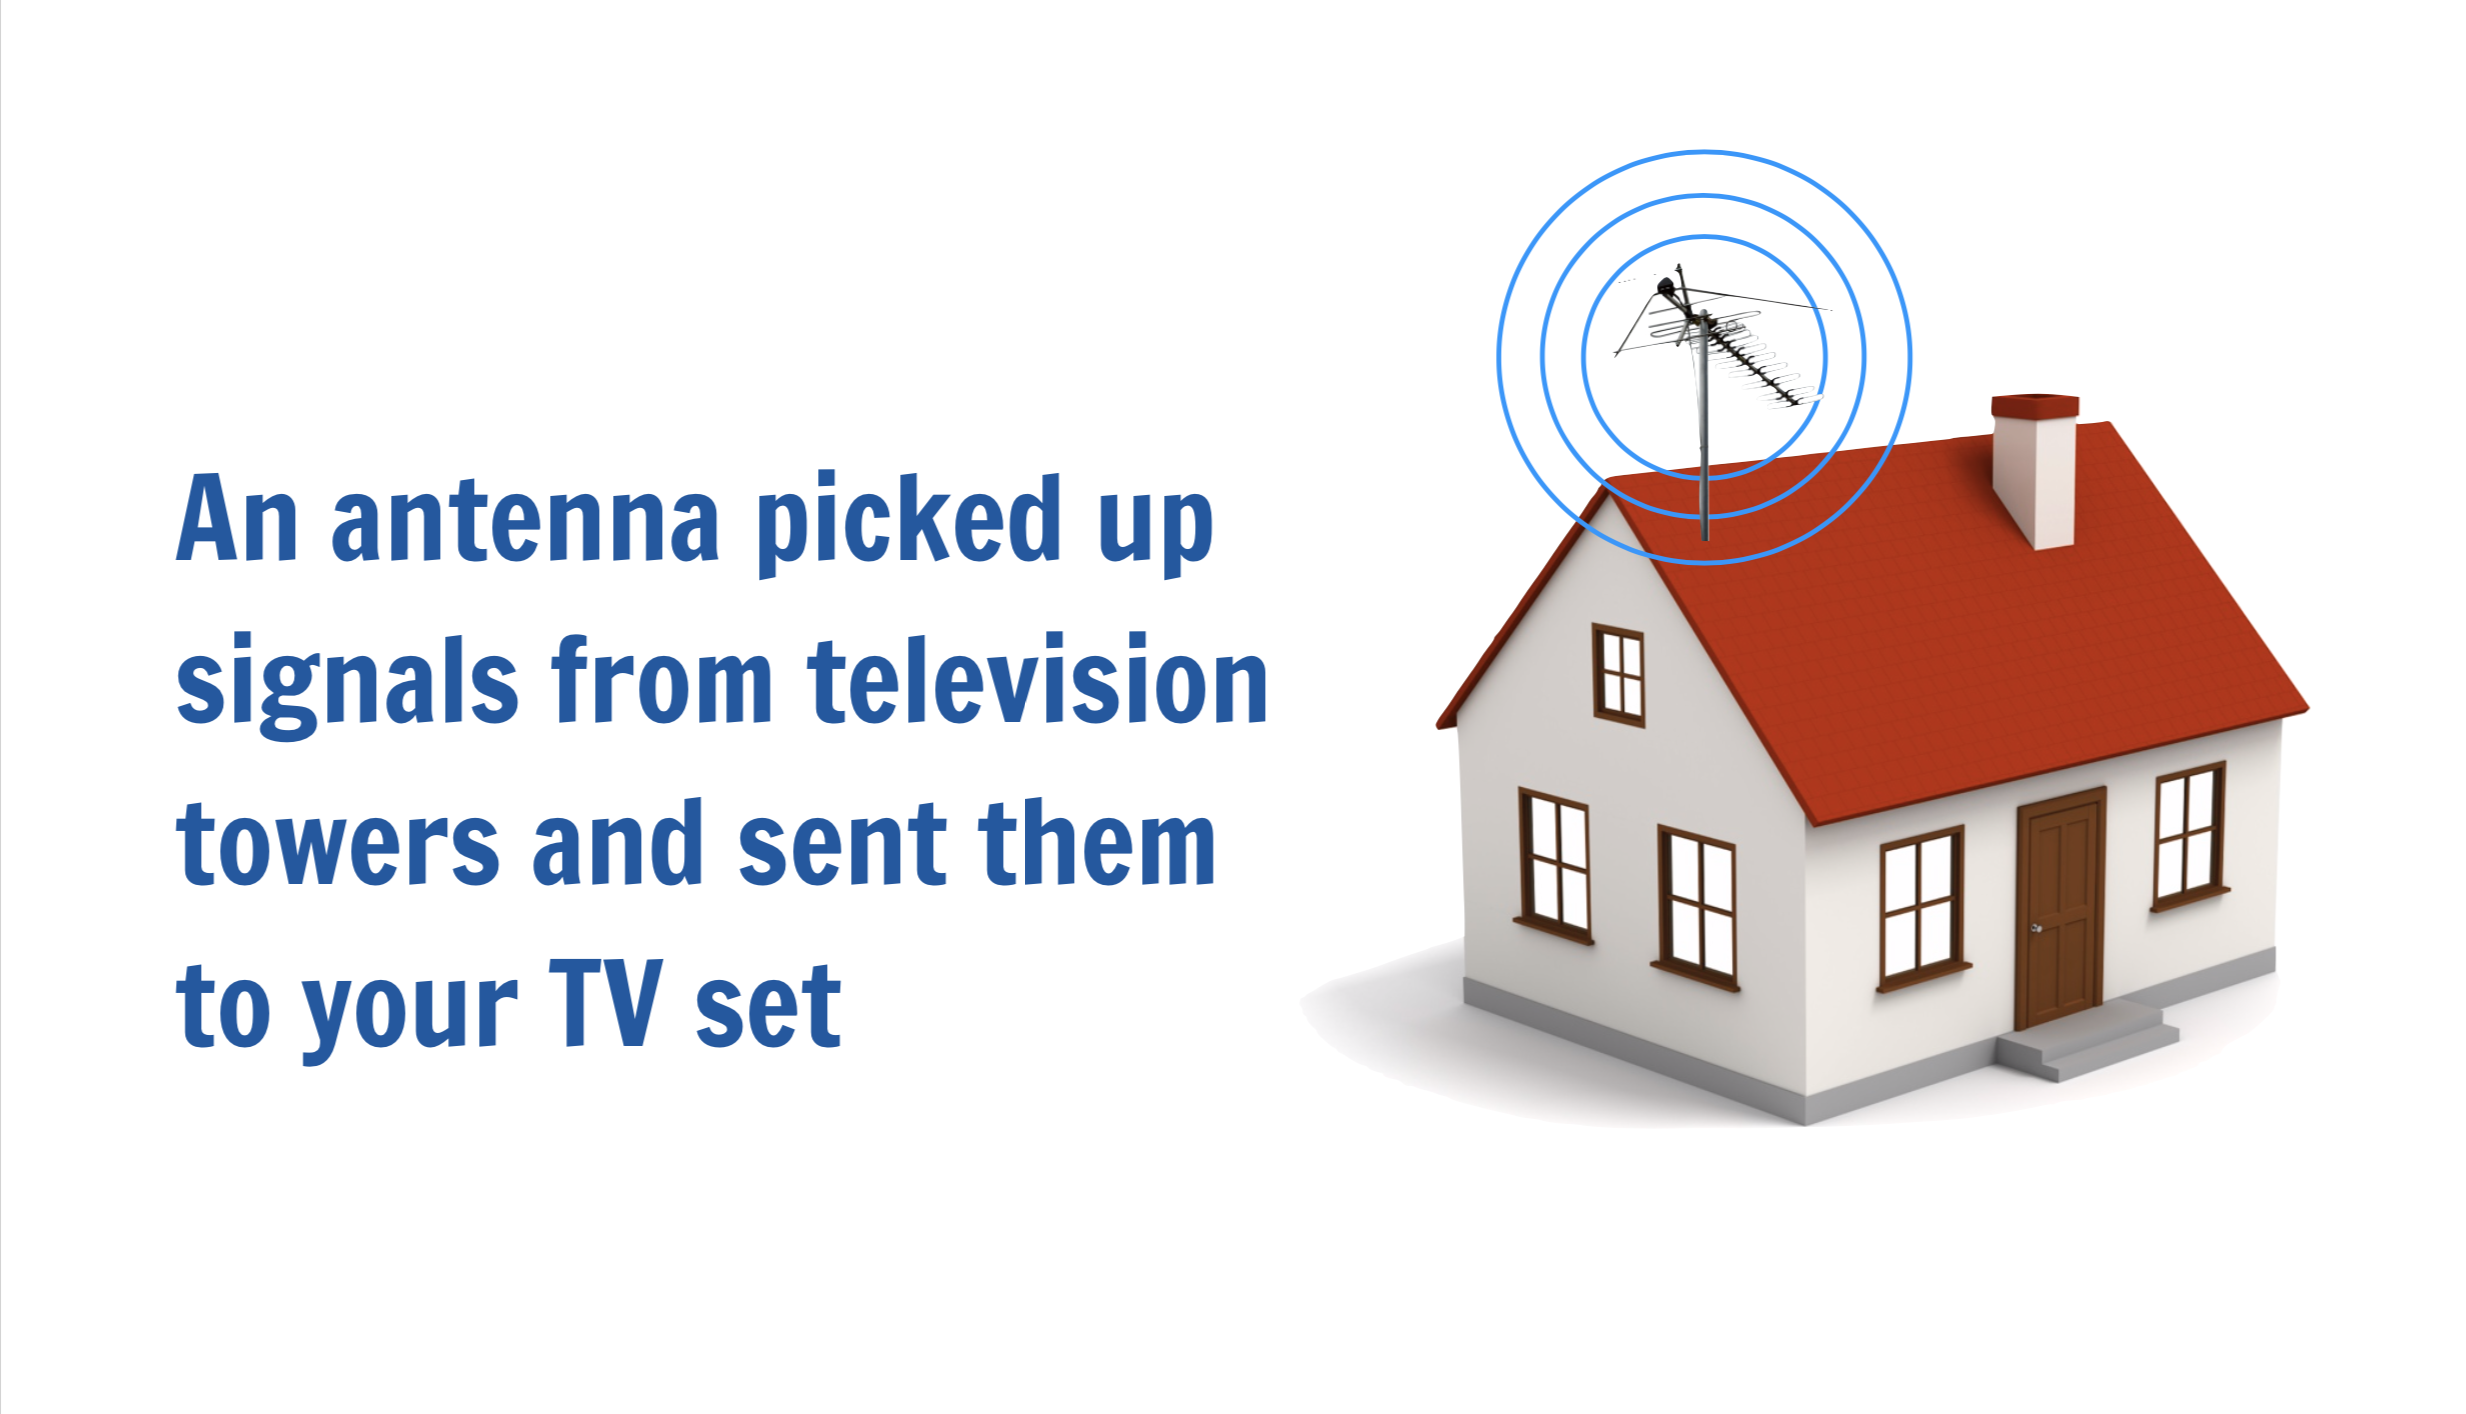 An antenna picked up
signals from television
towers and sent them
to your TV set